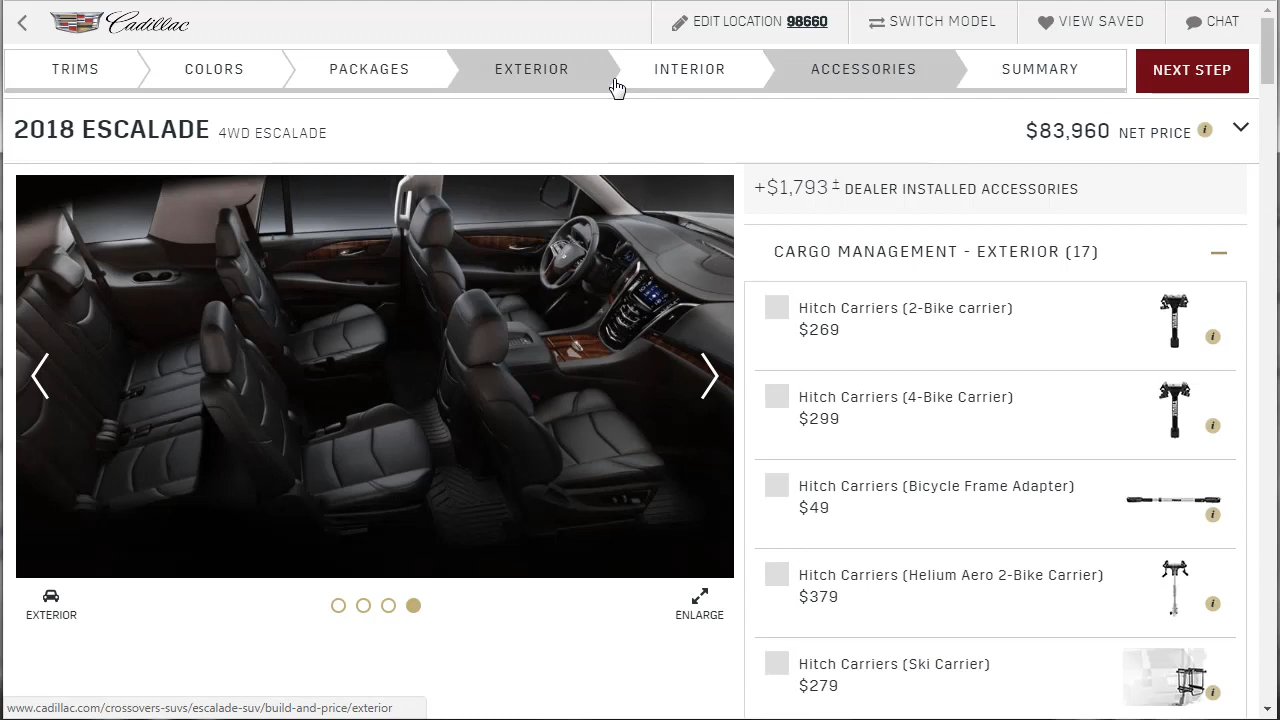 Cadillac
EDIT LOCATION 98660
SWITCH MODEL
VIEW SAVED
CHAT
TRIMS
COLORS
PACKAGES
EXTERIOR
INTERIOR
ACCESSORIES
SUMMARY
NEXT STEP
2018 ESCALADE 4WD ESCALADE
$83,960 NET PRICE i
+$1,793 ‡ DEALER INSTALLED ACCESSORIES
CARGO MANAGEMENT - EXTERIOR (17)
Hitch Carriers (2-Bike carrier)
$269
i
Hitch Carriers (4-Bike Carrier)
$299
i
Hitch Carriers (Bicycle Frame Adapter)
$49
i
Hitch Carriers (Helium Aero 2-Bike Carrier)
$379
i
Hitch Carriers (Ski Carrier)
$279
i
EXTERIOR
ENLARGE
www.cadillac.com/crossovers-suvs/escalade-suv/build-and-price/exterior